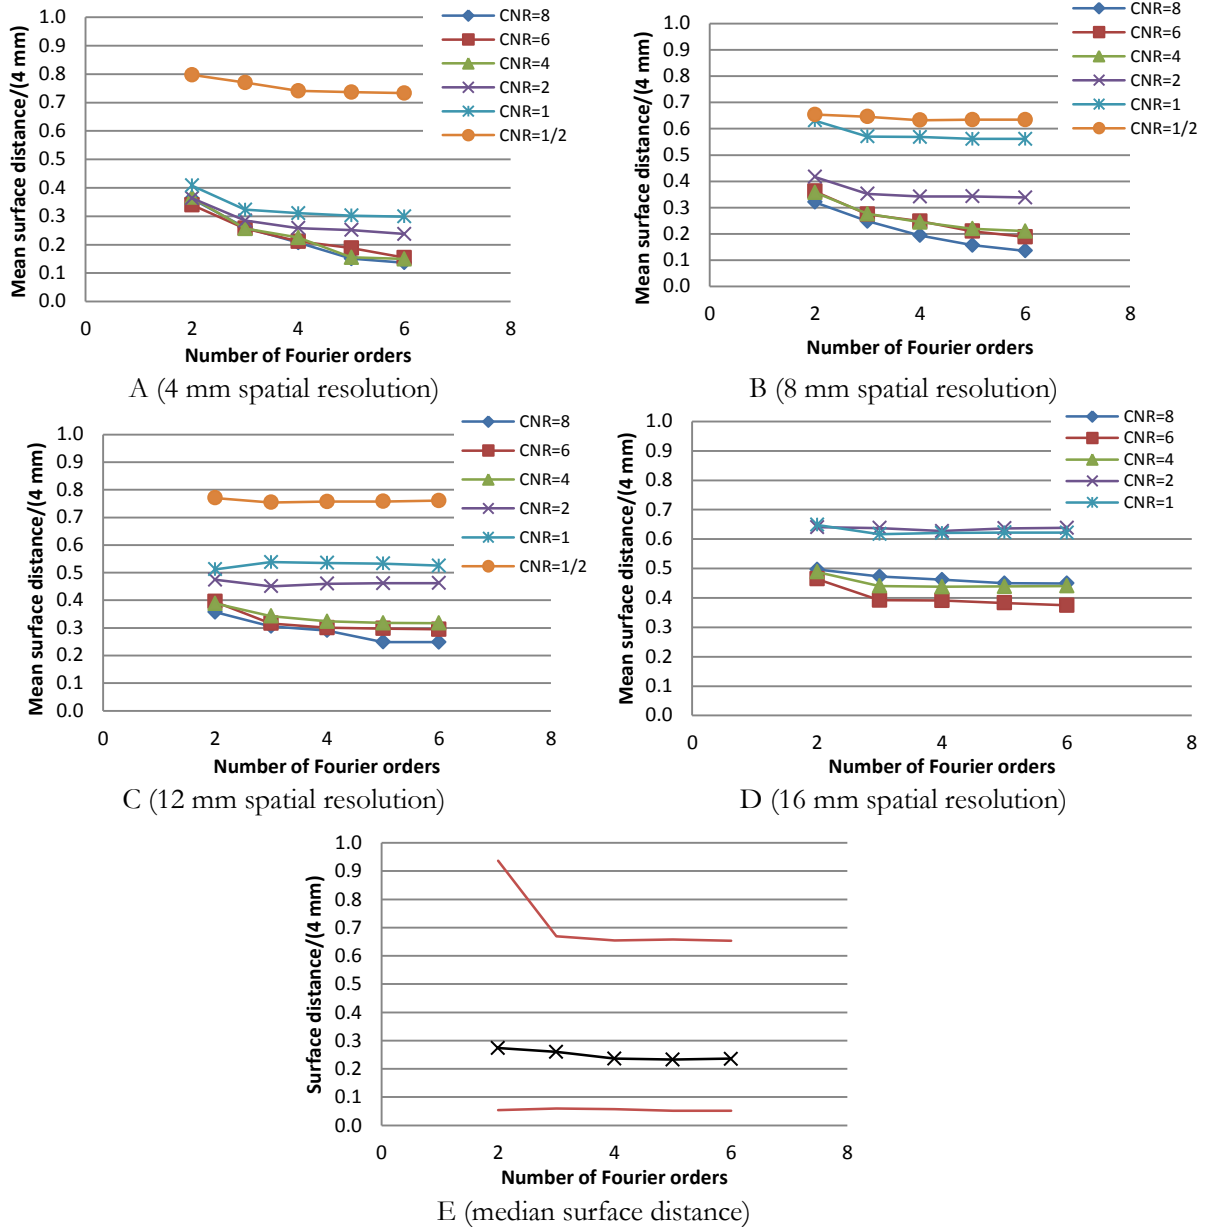 Mean surface distance/(4 mm)
1.0
0.9
0.8
0.7
0.6
0.5
0.4
0.3
0.2
0.1
0.0
0
2
4
6
8
Number of Fourier orders
CNR=8
CNR=6
CNR=4
CNR=2
CNR=1
CNR=1/2
A (4 mm spatial resolution)
Mean surface distance/(4 mm)
1.0
0.9
0.8
0.7
0.6
0.5
0.4
0.3
0.2
0.1
0.0
0
2
4
6
8
Number of Fourier orders
CNR=8
CNR=6
CNR=4
CNR=2
CNR=1
CNR=1/2
B (8 mm spatial resolution)
Mean surface distance/(4 mm)
1.0
0.9
0.8
0.7
0.6
0.5
0.4
0.3
0.2
0.1
0.0
0
2
4
6
8
Number of Fourier orders
CNR=8
CNR=6
CNR=4
CNR=2
CNR=1
CNR=1/2
C (12 mm spatial resolution)
Mean surface distance/(4 mm)
1.0
0.9
0.8
0.7
0.6
0.5
0.4
0.3
0.2
0.1
0.0
0
2
4
6
8
Number of Fourier orders
CNR=8
CNR=6
CNR=4
CNR=2
CNR=1
D (16 mm spatial resolution)
Surface distance/(4 mm)
1.0
0.9
0.8
0.7
0.6
0.5
0.4
0.3
0.2
0.1
0.0
0
2
4
6
8
Number of Fourier orders
E (median surface distance)